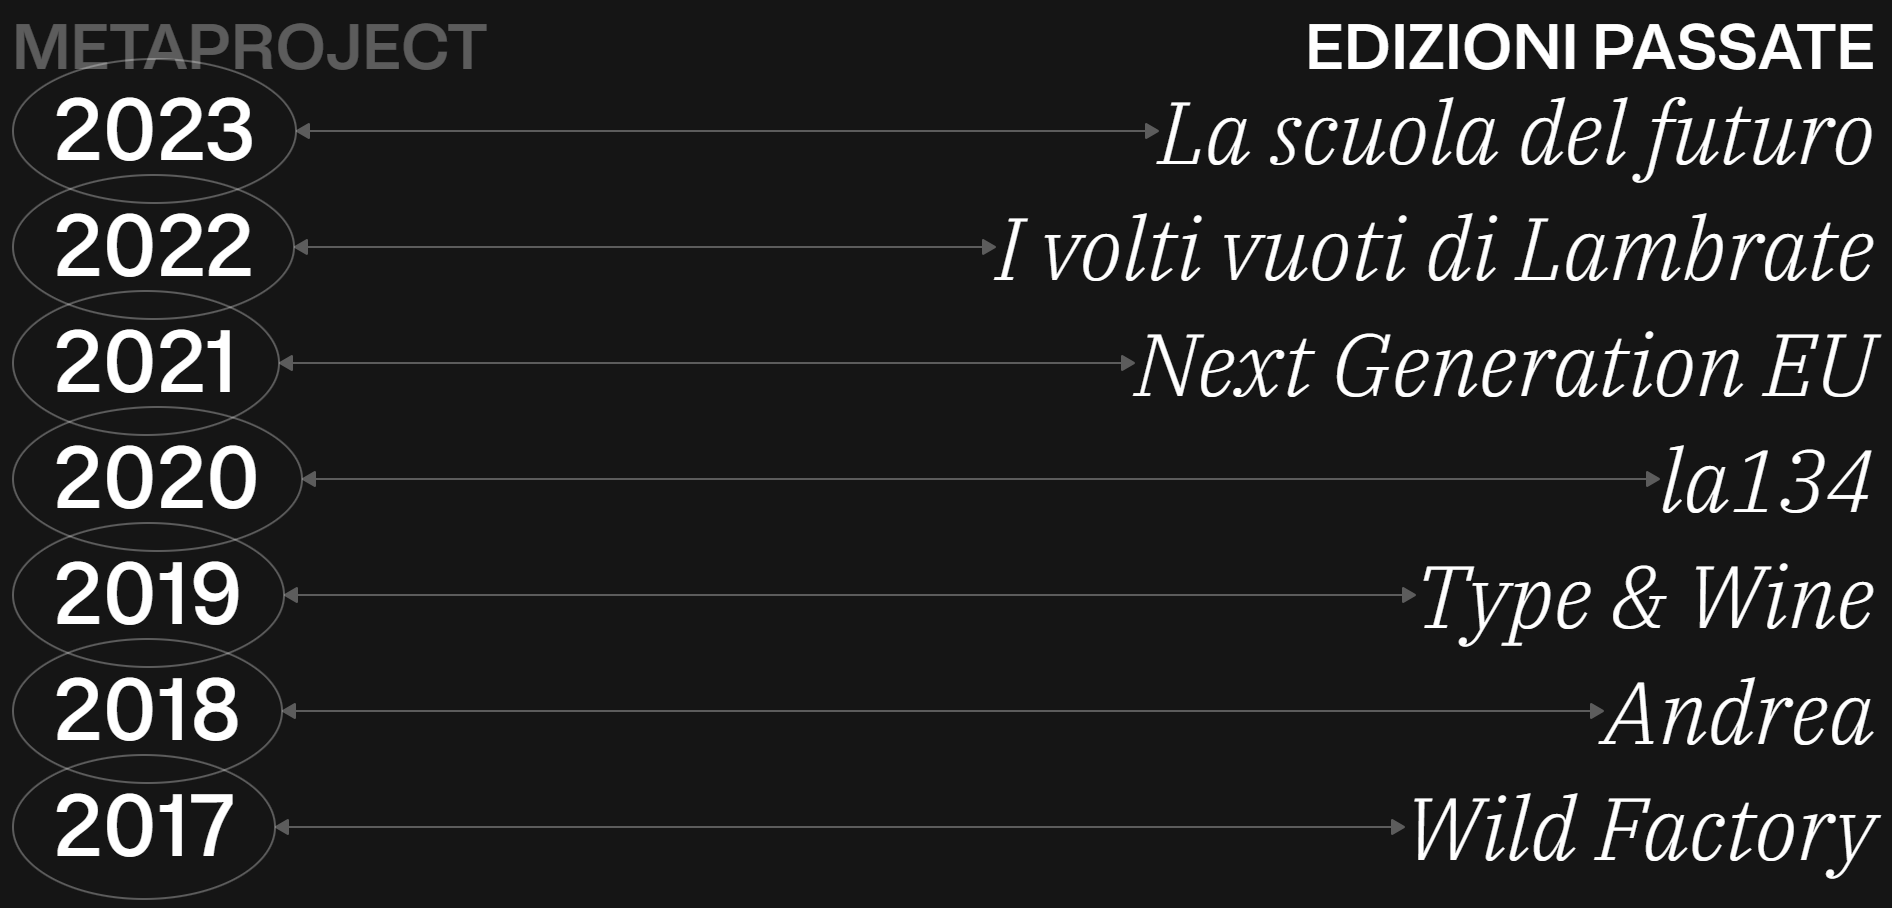 METAPROJECT EDIZIONI PASSATE
2023 La scuola del futuro
2022 I volti vuoti di Lambrate
2021 Next Generation EU
2020 la134
2019 Type & Wine
2018 Andrea
2017 Wild Factory